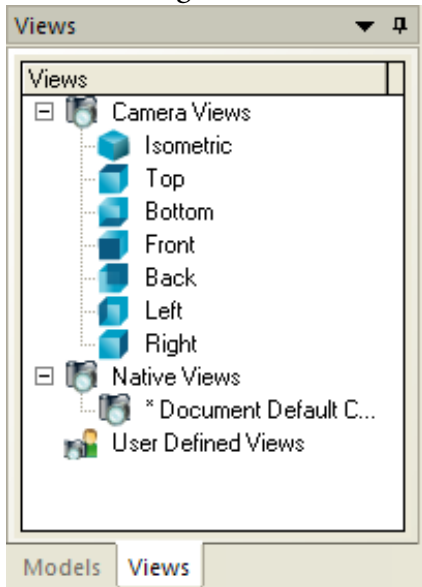 Views
Views
Camera Views
Isometric
Top
Bottom
Front
Back
Left
Right
Native Views
* Document Default C...
User Defined Views
Models Views